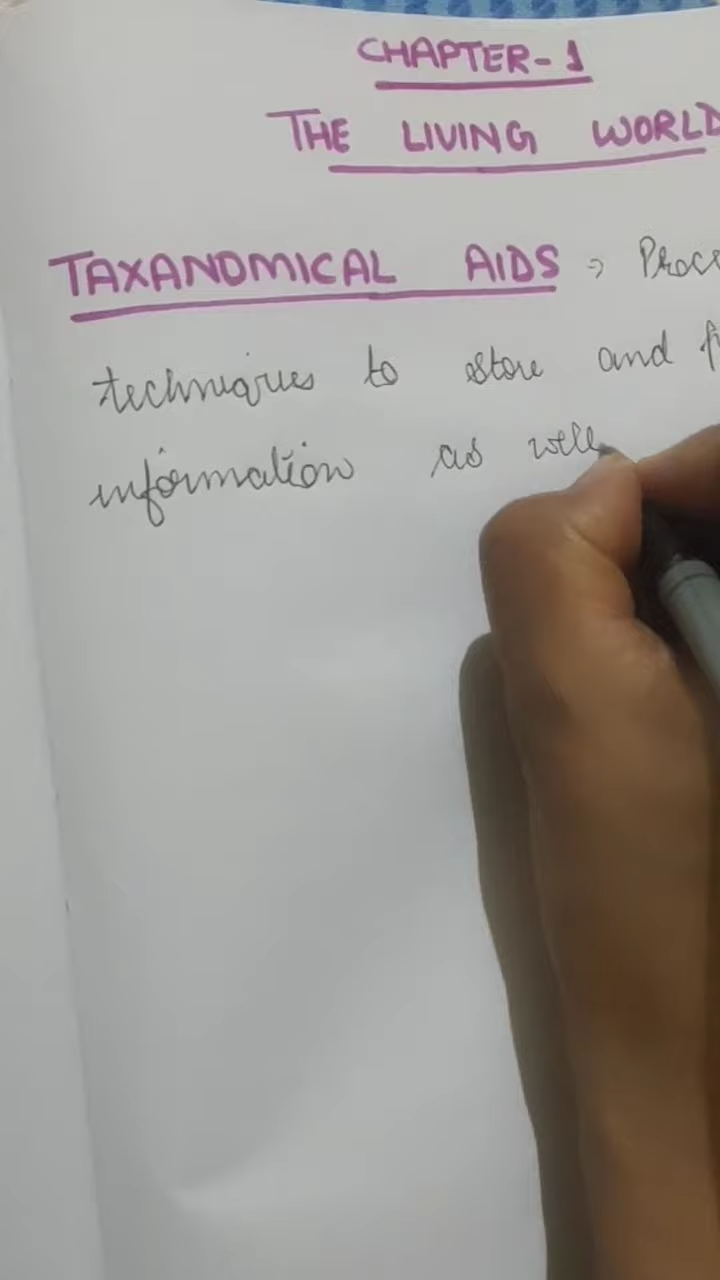 CHAPTER-1
THE LIVING WORLD
TAXANOMICAL AIDS ⇒
techniques to store and
information as well